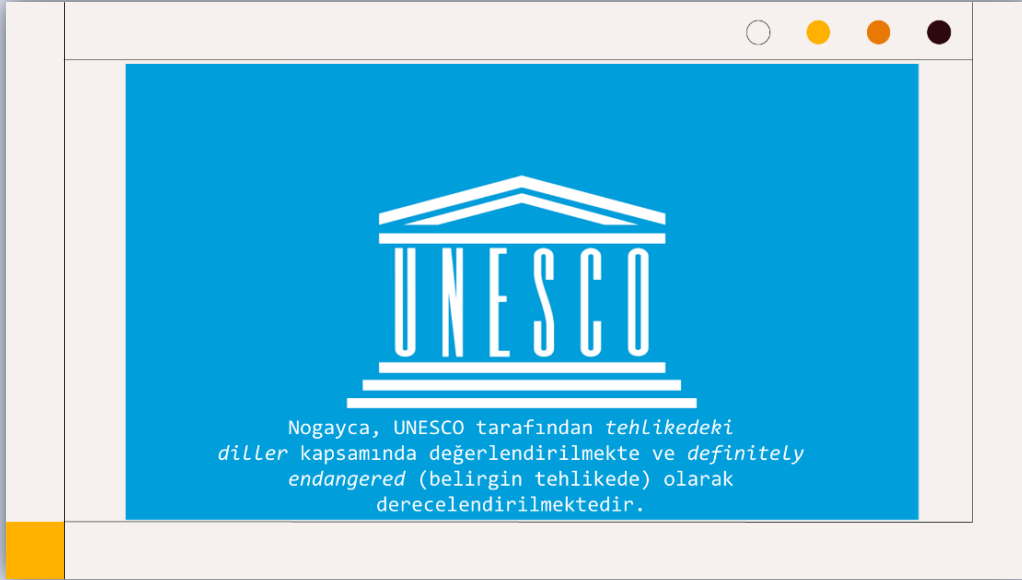 UNESCO
Nogayca, UNESCO tarafından tehlikedeki
diller kapsamında değerlendirilmekte ve definitely
endangered (belirgin tehlikede) olarak
derecelendirilmektedir.